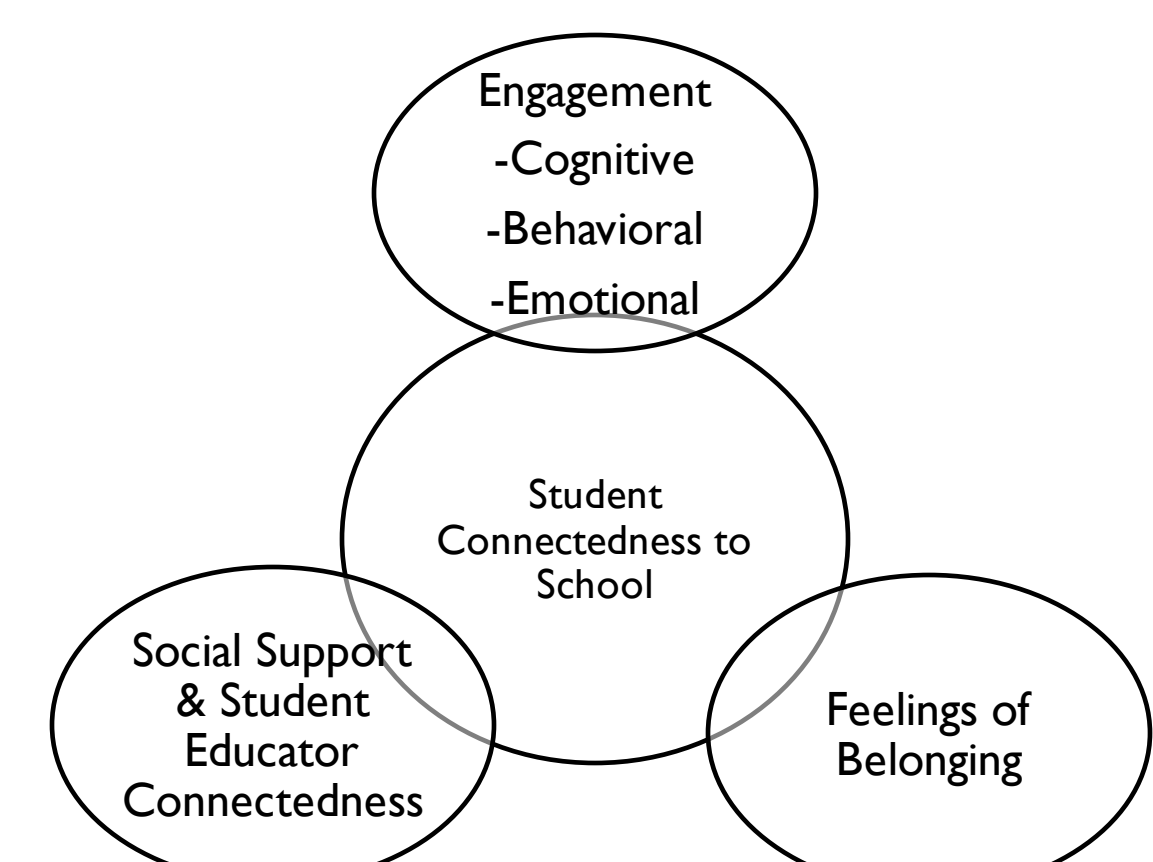 Engagement
-Cognitive
-Behavioral
-Emotional
Student
Connectedness to
School
Social Support
& Student
Educator
Connectedness
Feelings of
Belonging